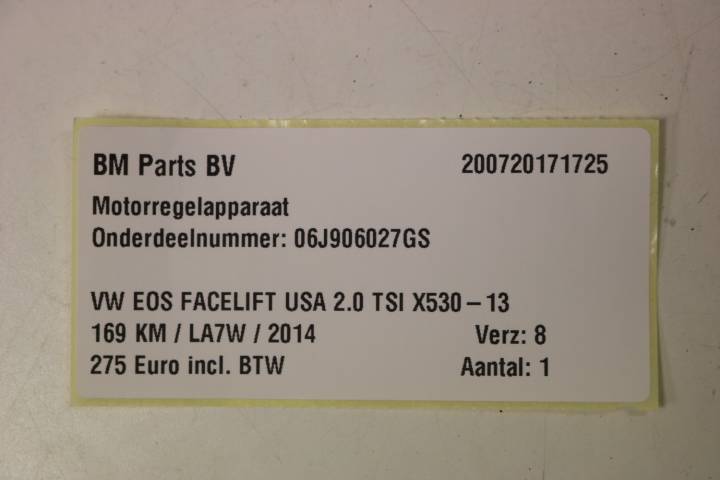 BM Parts BV 200720171725
Motorregelapparaat
Onderdeelnummer: 06J906027GS
VW EOS FACELIFT USA 2.0 TSI X530-13
169 KM / LA7W / 2014 Verz: 8
275 Euro incl. BTW Aantal: 1